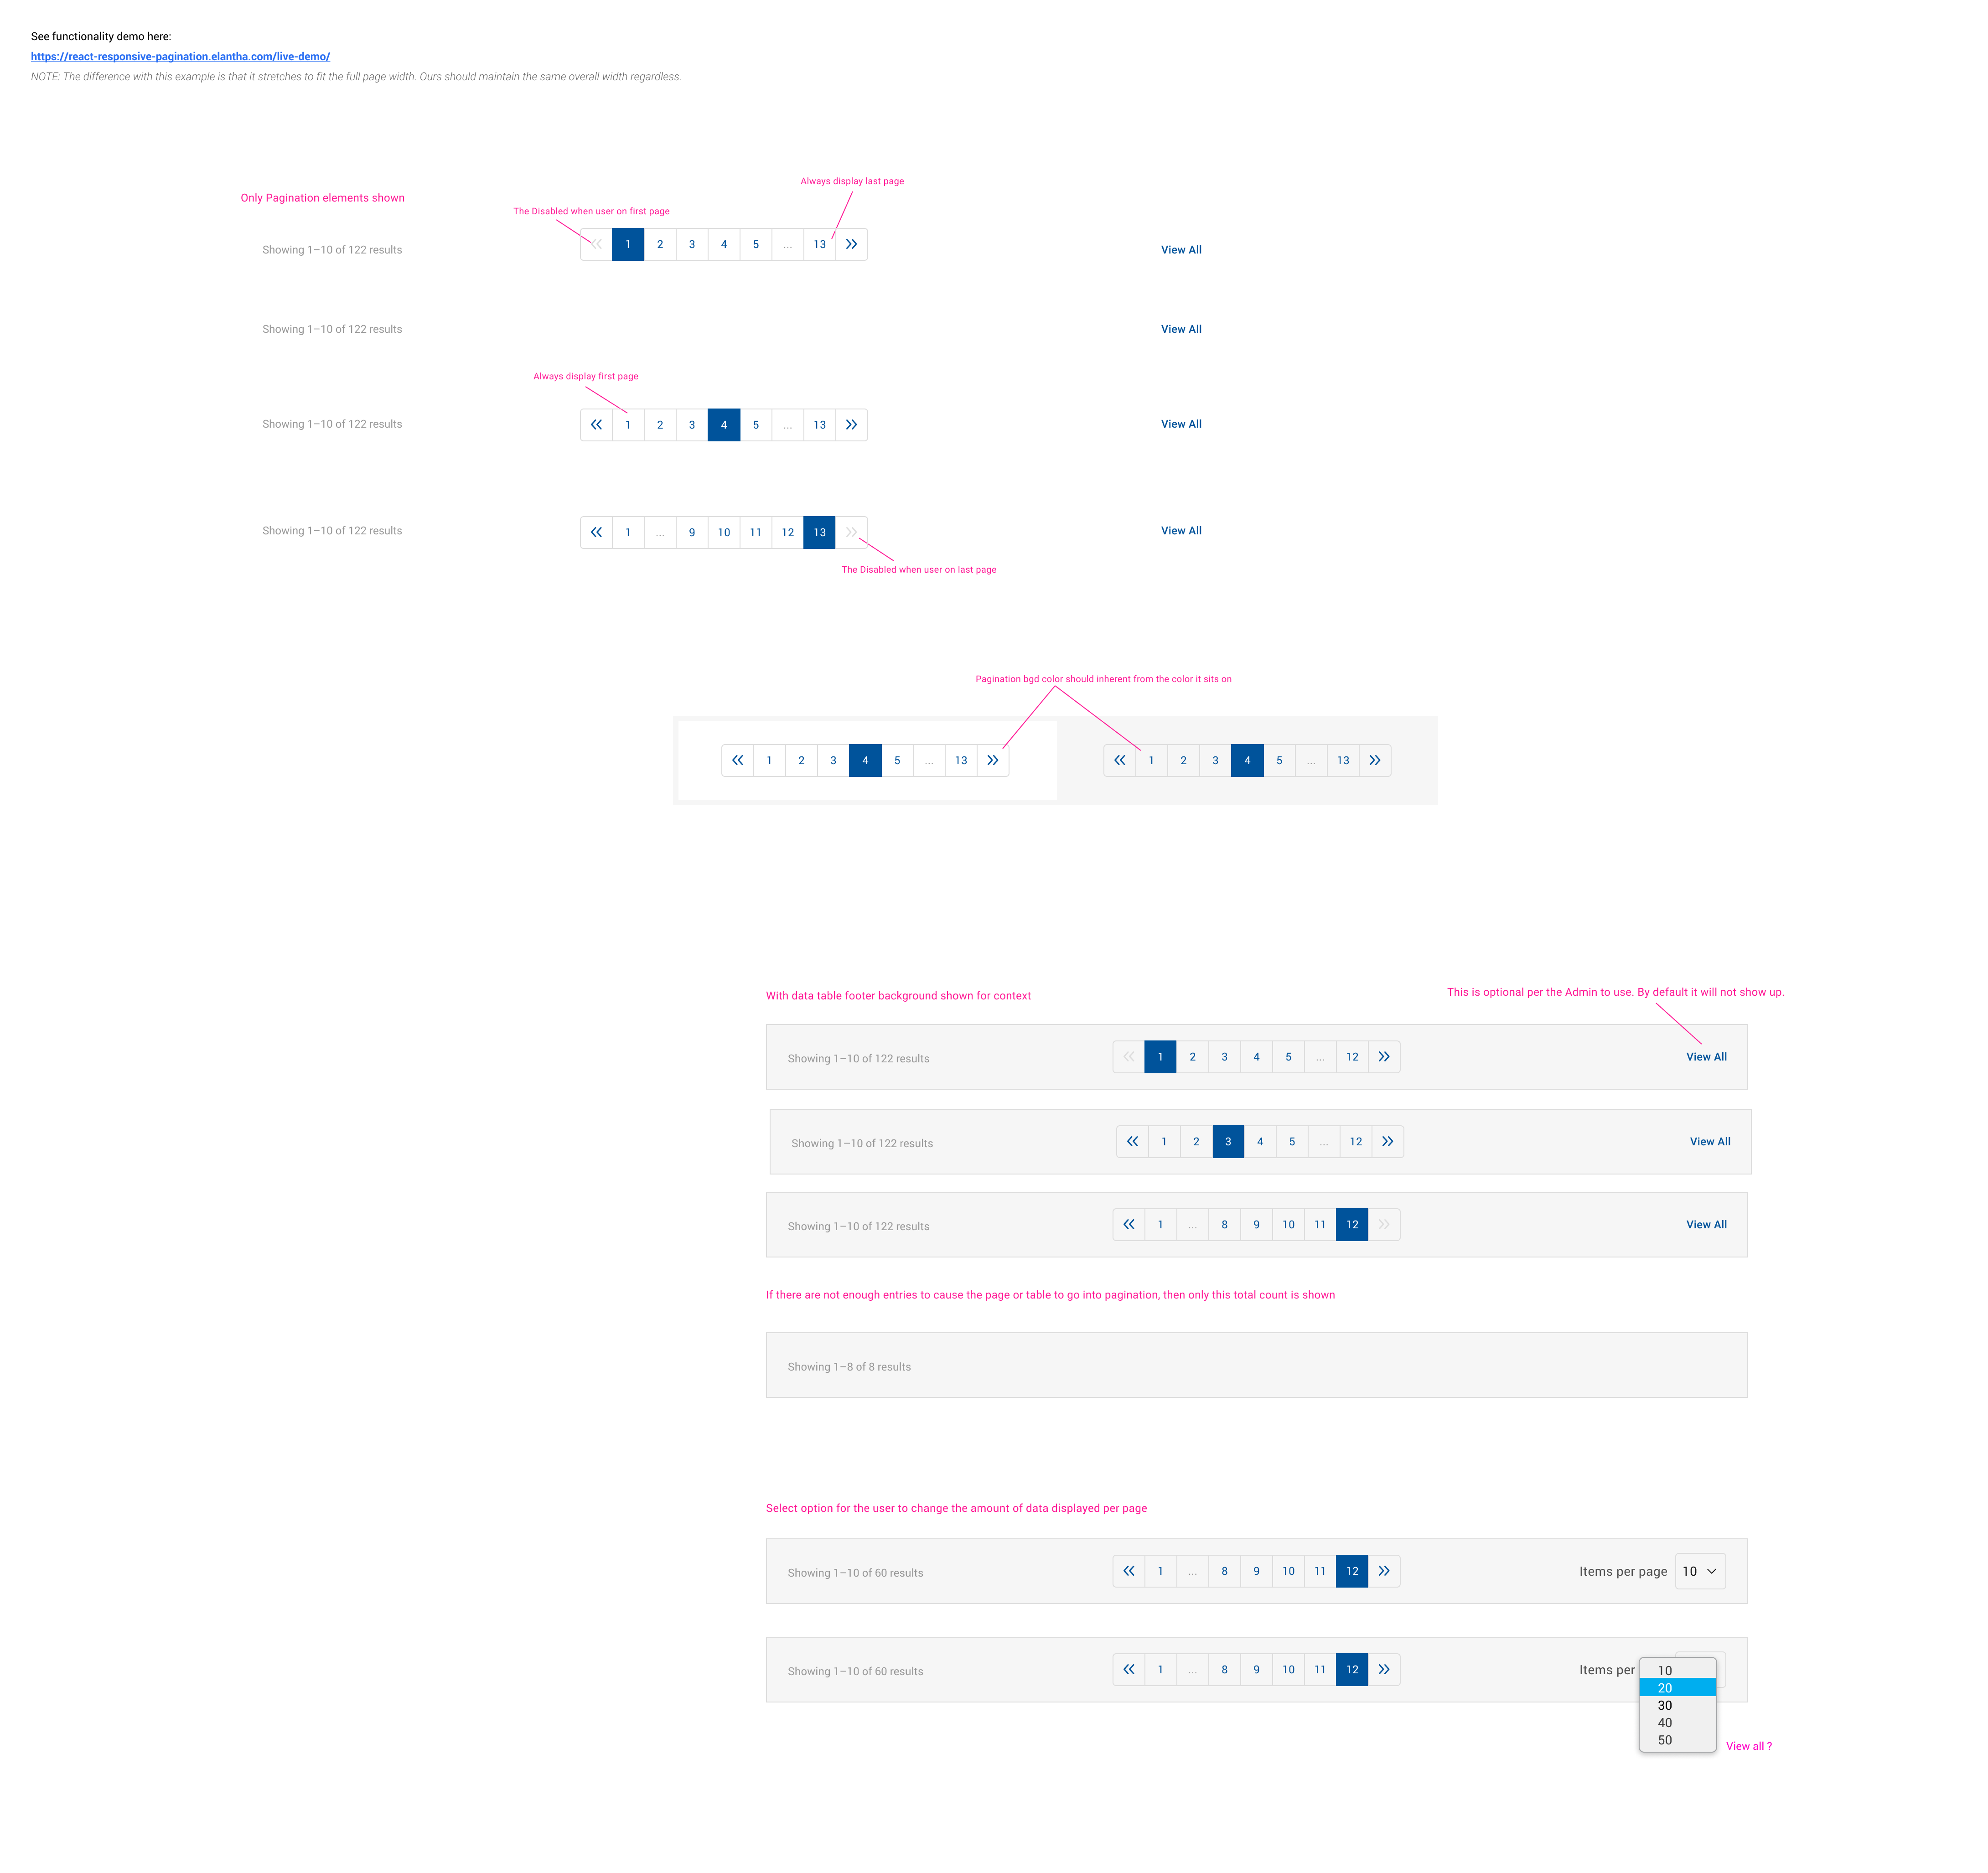 See functionality demo here:
https://react-responsive-pagination.elantha.com/live-demo/
NOTE: The difference with this example is that it stretches to fit the full page width. Ours should maintain the same overall width regardless.
Always display last page
Only Pagination elements shown
The Disabled when user on first page
Showing 1–10 of 122 results 1 2 3 4 5 ... 13 View All
Showing 1–10 of 122 results View All
Always display first page
Showing 1–10 of 122 results 1 2 3 4 5 ... 13 View All
Showing 1–10 of 122 results 1 ... 9 10 11 12 13 View All
The Disabled when user on last page
Pagination bgd color should inherent from the color it sits on
1 2 3 4 5 ... 13 1 2 3 4 5 ... 13
With data table footer background shown for context
This is optional per the Admin to use. By default it will not show up.
Showing 1–10 of 122 results 1 2 3 4 5 ... 12 View All
Showing 1–10 of 122 results 1 2 3 4 5 ... 12 View All
Showing 1–10 of 122 results 1 ... 8 9 10 11 12 View All
If there are not enough entries to cause the page or table to go into pagination, then only this total count is shown
Showing 1–8 of 8 results
Select option for the user to change the amount of data displayed per page
Showing 1–10 of 60 results 1 ... 8 9 10 11 12 Items per page 10
Showing 1–10 of 60 results 1 ... 8 9 10 11 12 Items per 10
20
30
40
50
View all ?